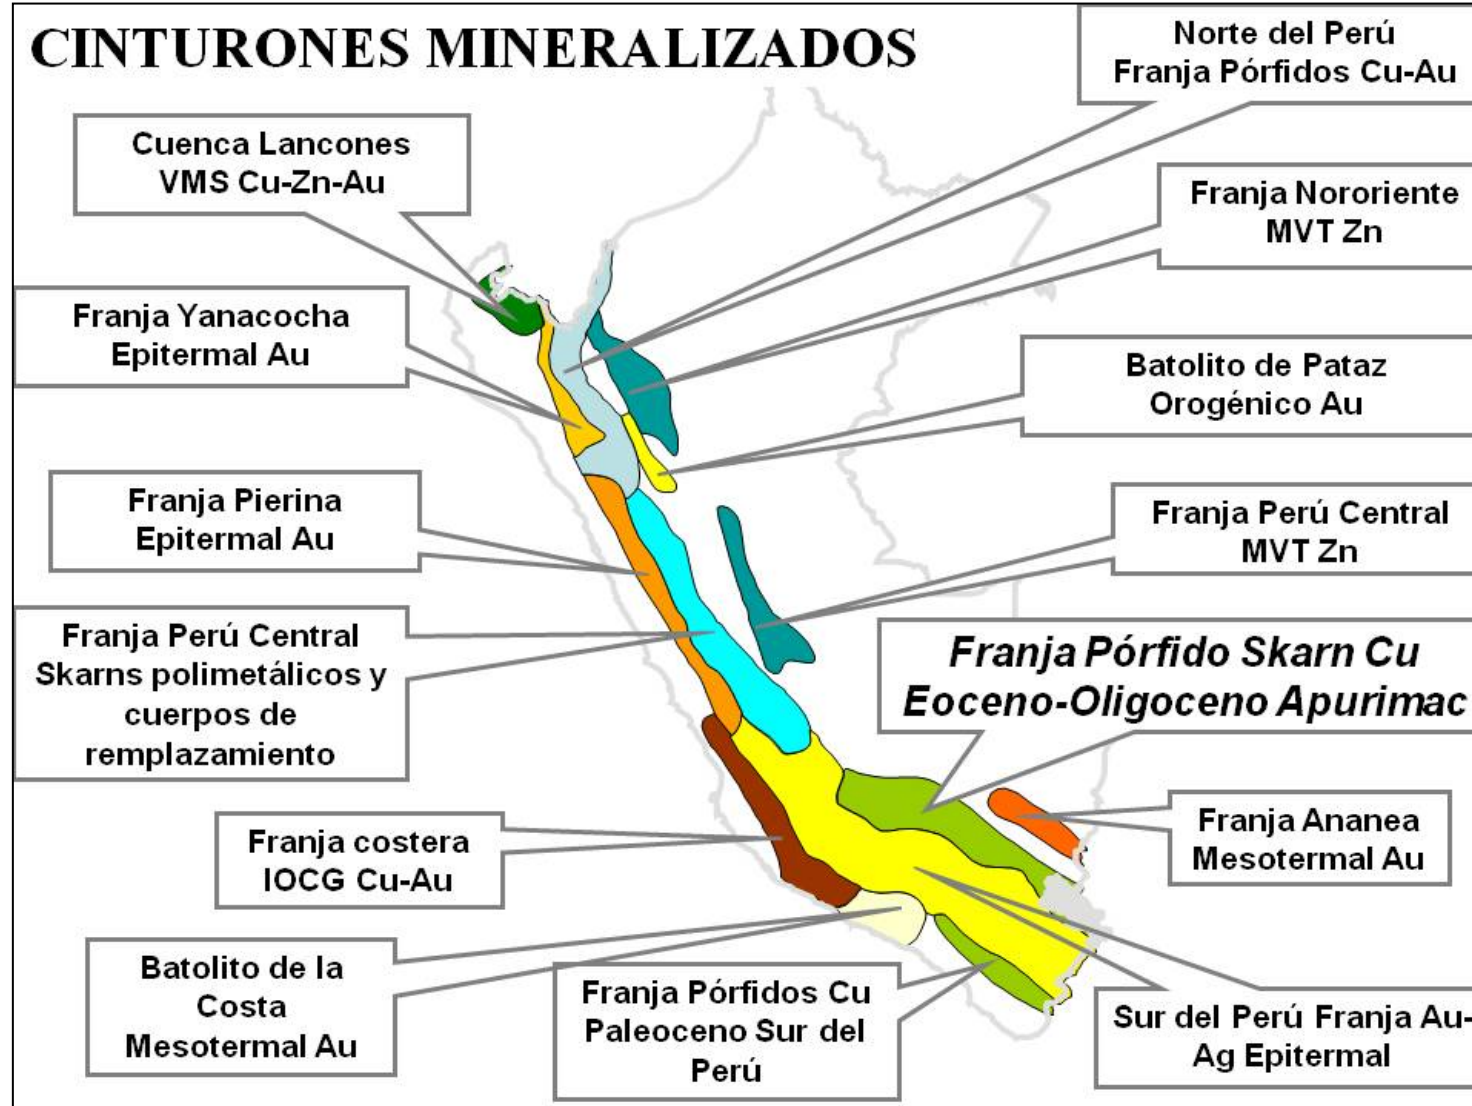 CINTURONES MINERALIZADOS
Norte del Perú
Franja Pórfidos Cu-Au
Cuenca Lancones
VMS Cu-Zn-Au
Franja Nororiente
MVT Zn
Franja Yanacocha
Epitermal Au
Batolito de Pataz
Orogénico Au
Franja Pierina
Epitermal Au
Franja Perú Central
MVT Zn
Franja Perú Central
Skarns polimetálicos y
cuerpos de
remplazamiento
Franja Pórfido Skarn Cu
Eoceno-Oligoceno Apurimac
Franja Ananea
Mesotermal Au
Franja costera
IOCG Cu-Au
Batolito de la
Costa
Mesotermal Au
Franja Pórfidos Cu
Paleoceno Sur del
Perú
Sur del Perú Franja Au-
Ag Epitermal